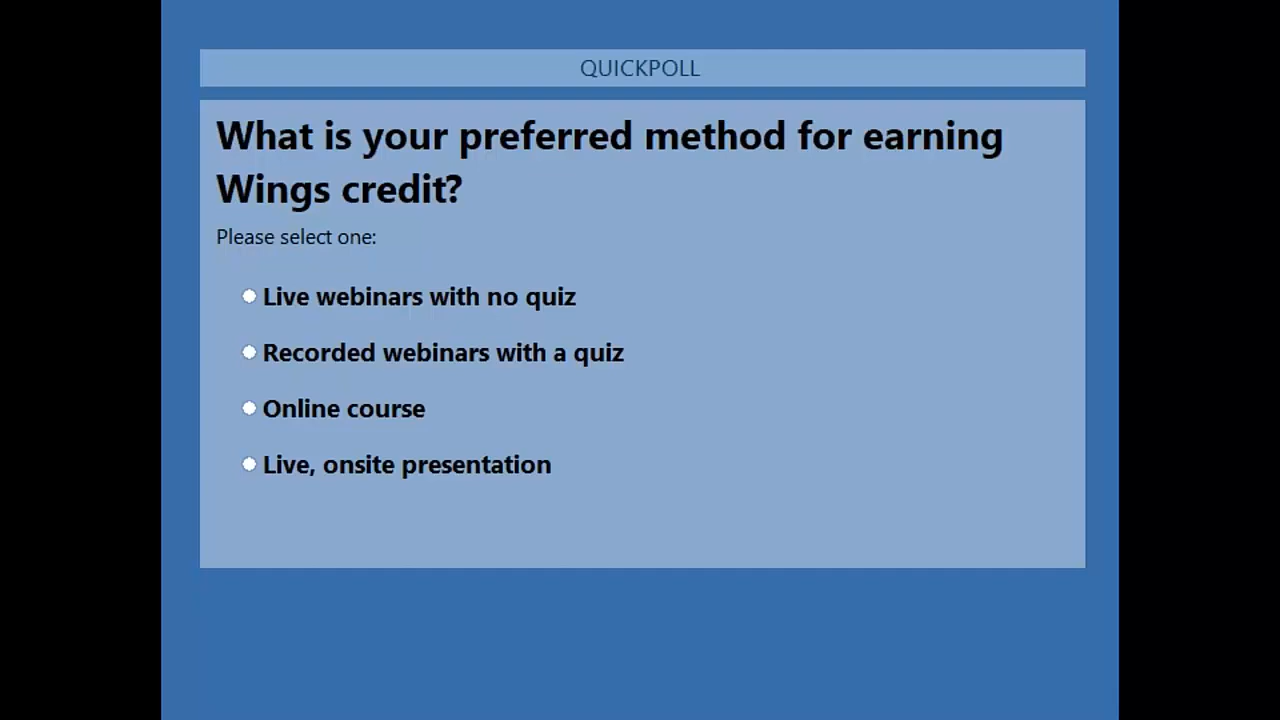 QUICKPOLL
What is your preferred method for earning
Wings credit?
Please select one:
Live webinars with no quiz
Recorded webinars with a quiz
Online course
Live, onsite presentation